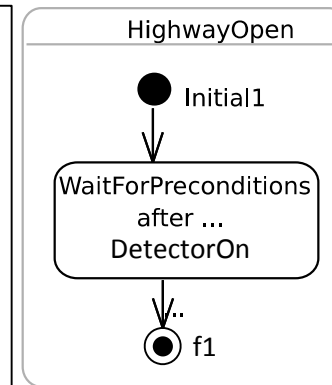 HighwayOpen
Initial1
WaitForPreconditions
after ...
DetectorOn
...
f1